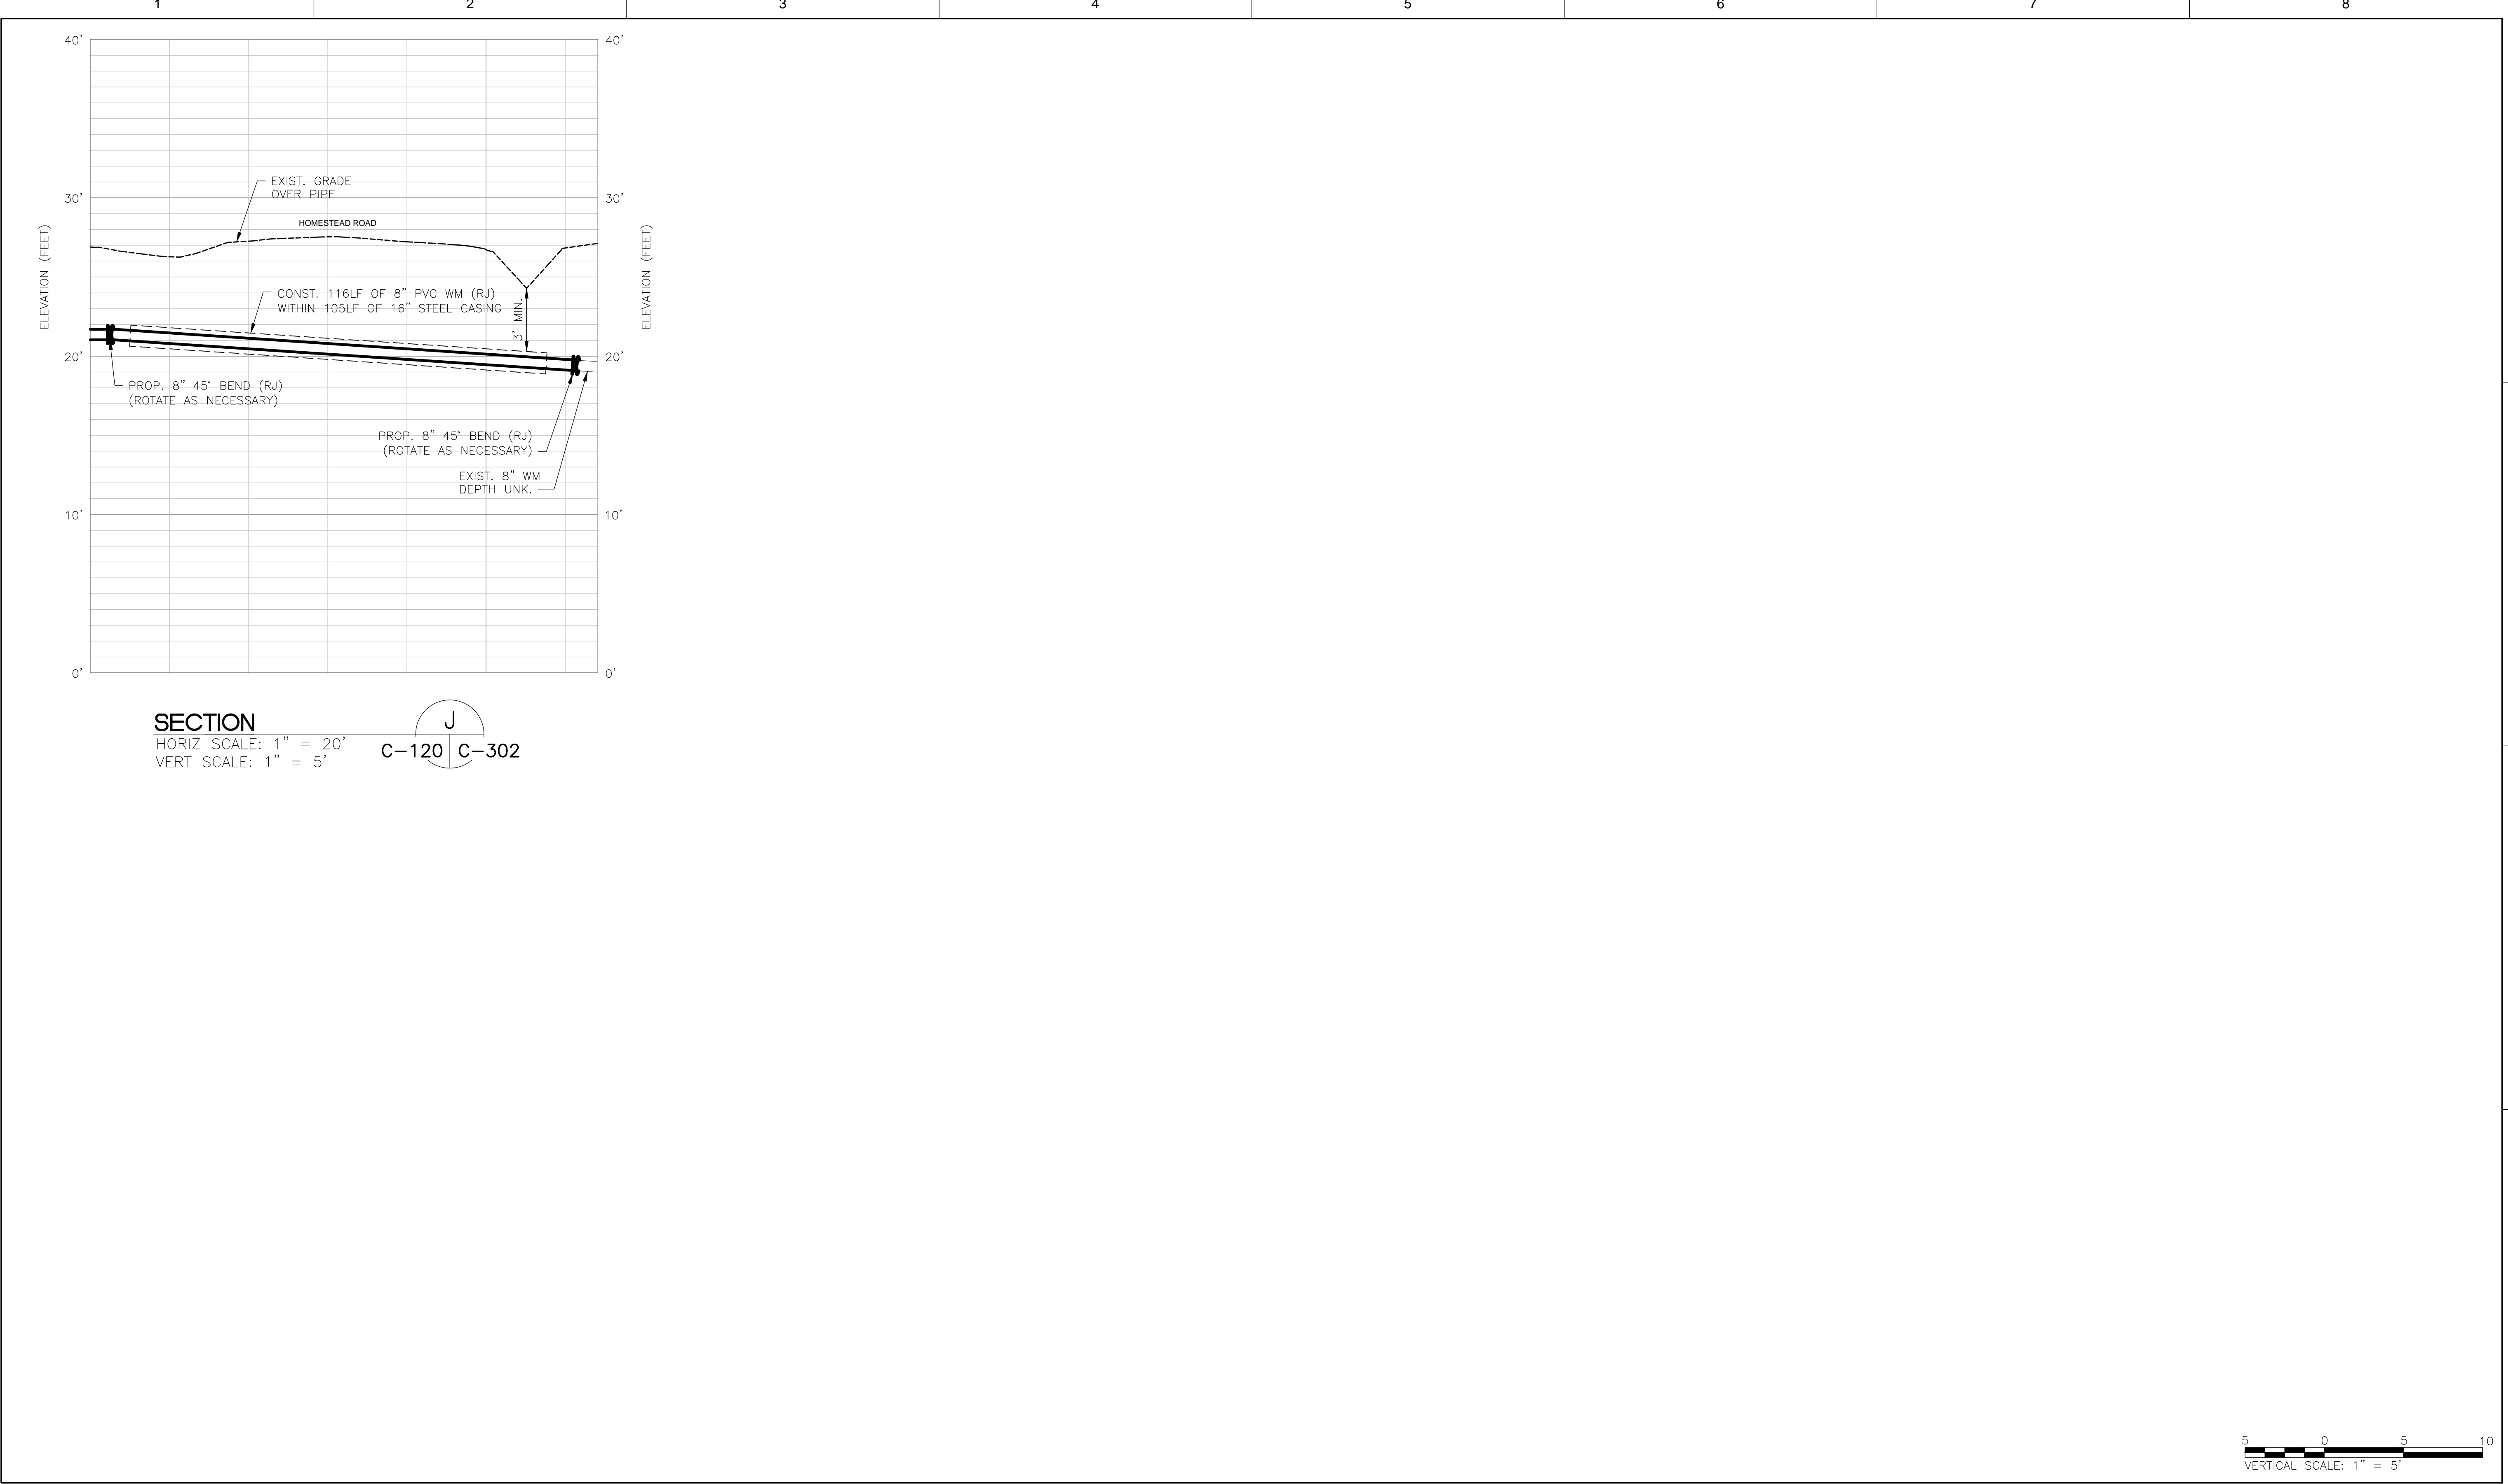 1 2 3 4 5 6 7 8
40' 40'
EXIST. GRADE
OVER PIPE
30' 30'
HOMESTEAD ROAD
ELEVATION (FEET)
ELEVATION (FEET)
CONST. 116LF OF 8" PVC WM (RJ)
WITHIN 105LF OF 16" STEEL CASING
3' MIN.
20' 20'
PROP. 8" 45° BEND (RJ)
(ROTATE AS NECESSARY)
PROP. 8" 45° BEND (RJ)
(ROTATE AS NECESSARY)
EXIST. 8" WM
DEPTH UNK.
10' 10'
0' 0'
SECTION
HORIZ SCALE: 1" = 20'
VERT SCALE: 1" = 5'
J
C-120 C-302
5 0 5 10
VERTICAL SCALE: 1" = 5'